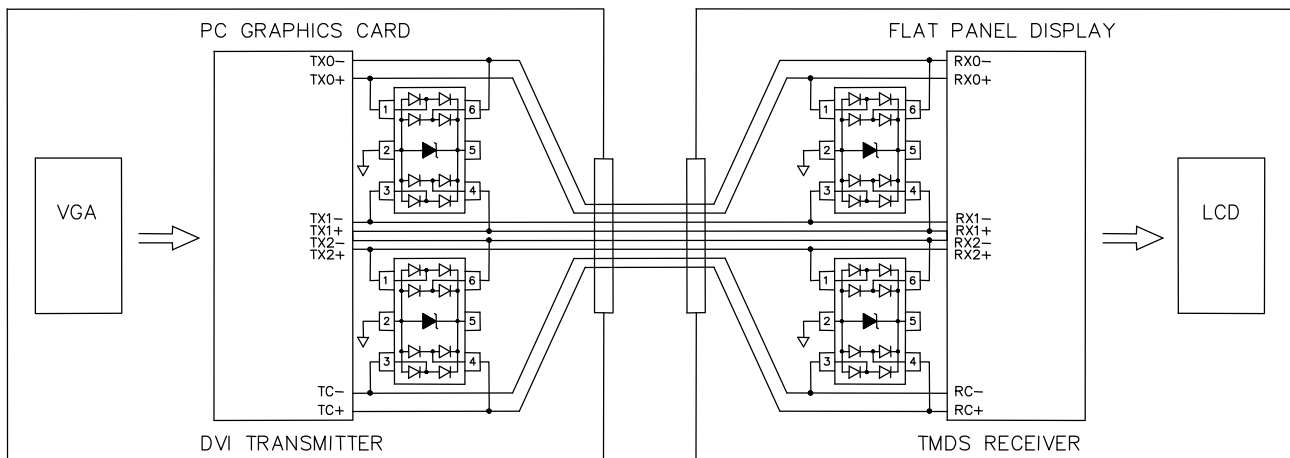 PC GRAPHICS CARD
FLAT PANEL DISPLAY
TX0-
TX0+
RX0-
RX0+
1
6
1
6
2
5
2
5
3
4
3
4
VGA
LCD
TX1-
TX1+
TX2-
TX2+
RX1-
RX1+
RX2-
RX2+
1
6
1
6
2
5
2
5
3
4
3
4
TC-
TC+
RC-
RC+
DVI TRANSMITTER
TMDS RECEIVER